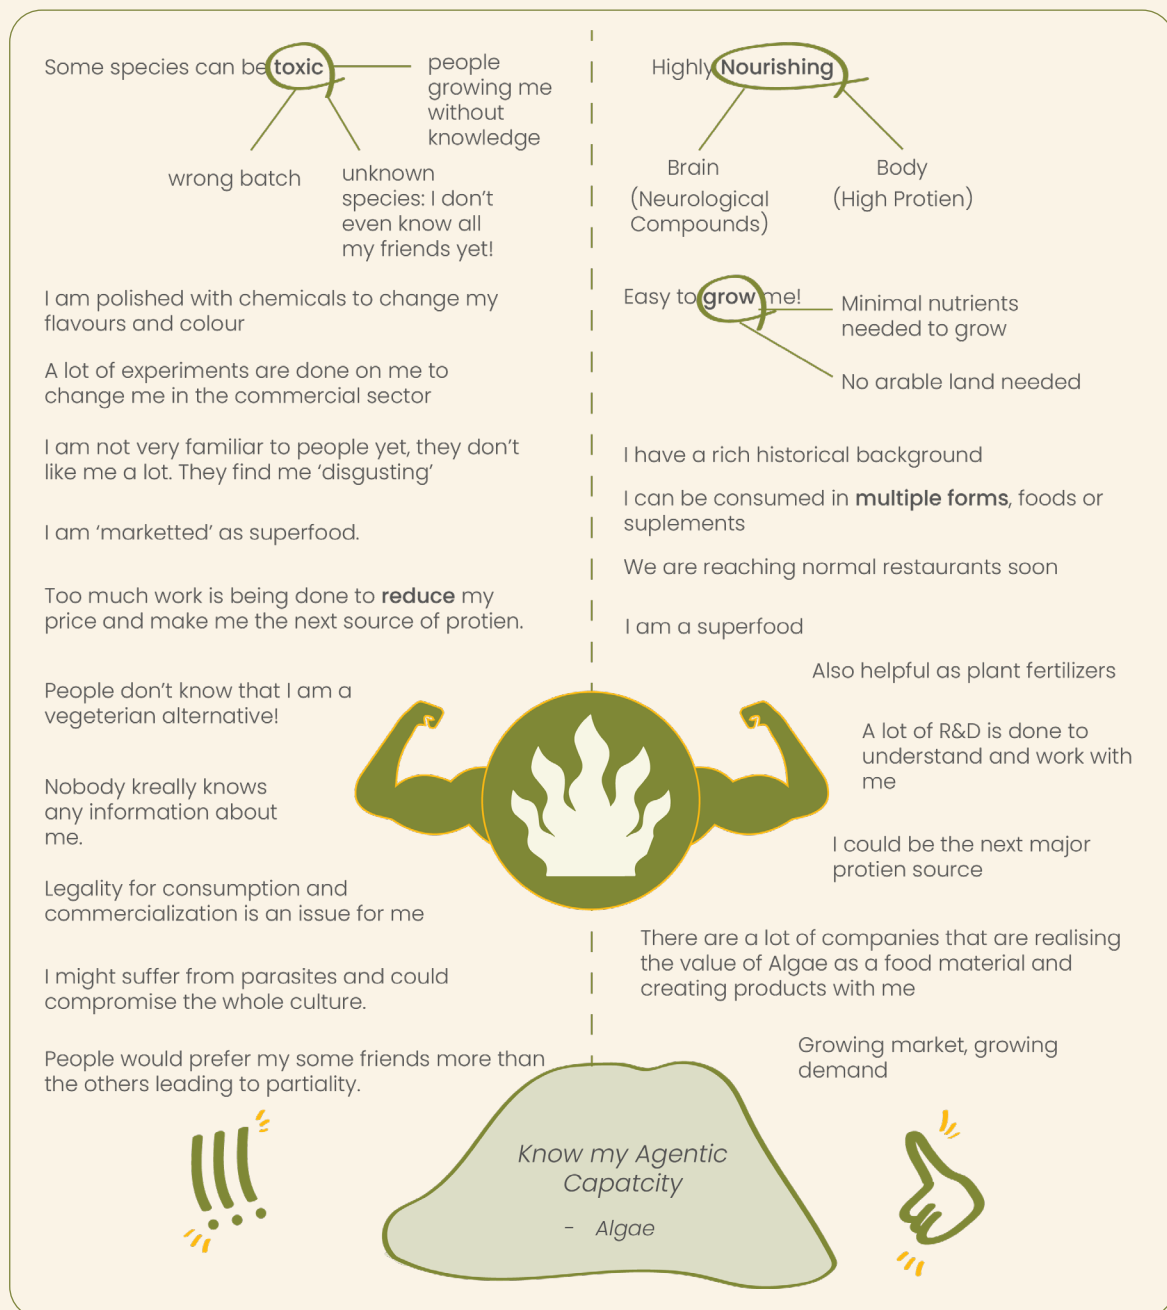 Some species can be toxic
people
growing me
without
knowledge
wrong batch
unknown
species: I don't
even know all
my friends yet!
I am polished with chemicals to change my
flavours and colour
A lot of experiments are done on me to
change me in the commercial sector
I am not very familiar to people yet, they don't
like me a lot. They find me 'disgusting'
I am 'marketted' as superfood.
Too much work is being done to reduce my
price and make me the next source of protien.
People don't know that I am a
vegeterian alternative!
Nobody kreally knows
any information about
me.
Legality for consumption and
commercialization is an issue for me
I might suffer from parasites and could
compromise the whole culture.
People would prefer my some friends more than
the others leading to partiality.
Highly Nourishing
Brain
(Neurological
Compounds)
Body
(High Protien)
Easy to grow me!
Minimal nutrients
needed to grow
No arable land needed
I have a rich historical background
I can be consumed in multiple forms, foods or
suplements
We are reaching normal restaurants soon
I am a superfood
Also helpful as plant fertilizers
A lot of R&D is done to
understand and work with
me
I could be the next major
protien source
There are a lot of companies that are realising
the value of Algae as a food material and
creating products with me
Growing market, growing
demand
Know my Agentic
Capatcity
- Algae